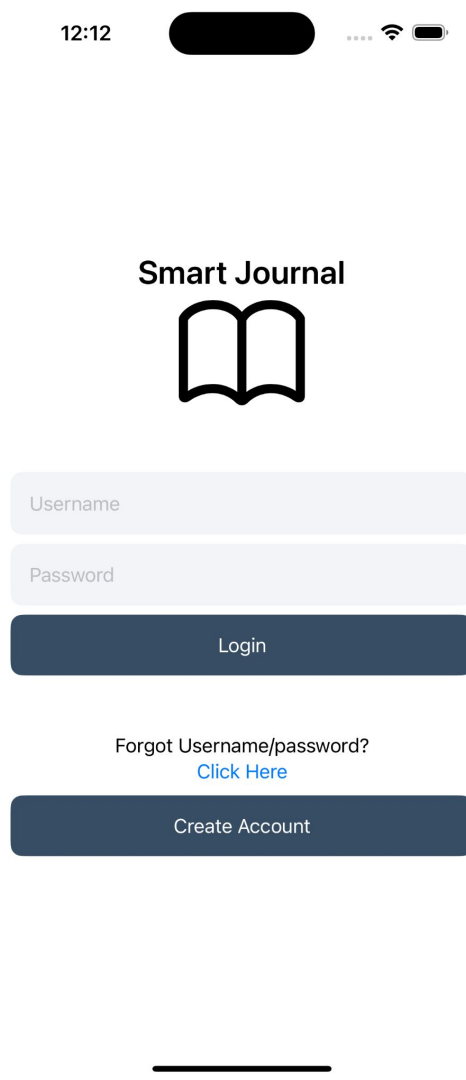 12:12
Smart Journal
Username
Password
Login
Forgot Username/password?
Click Here
Create Account